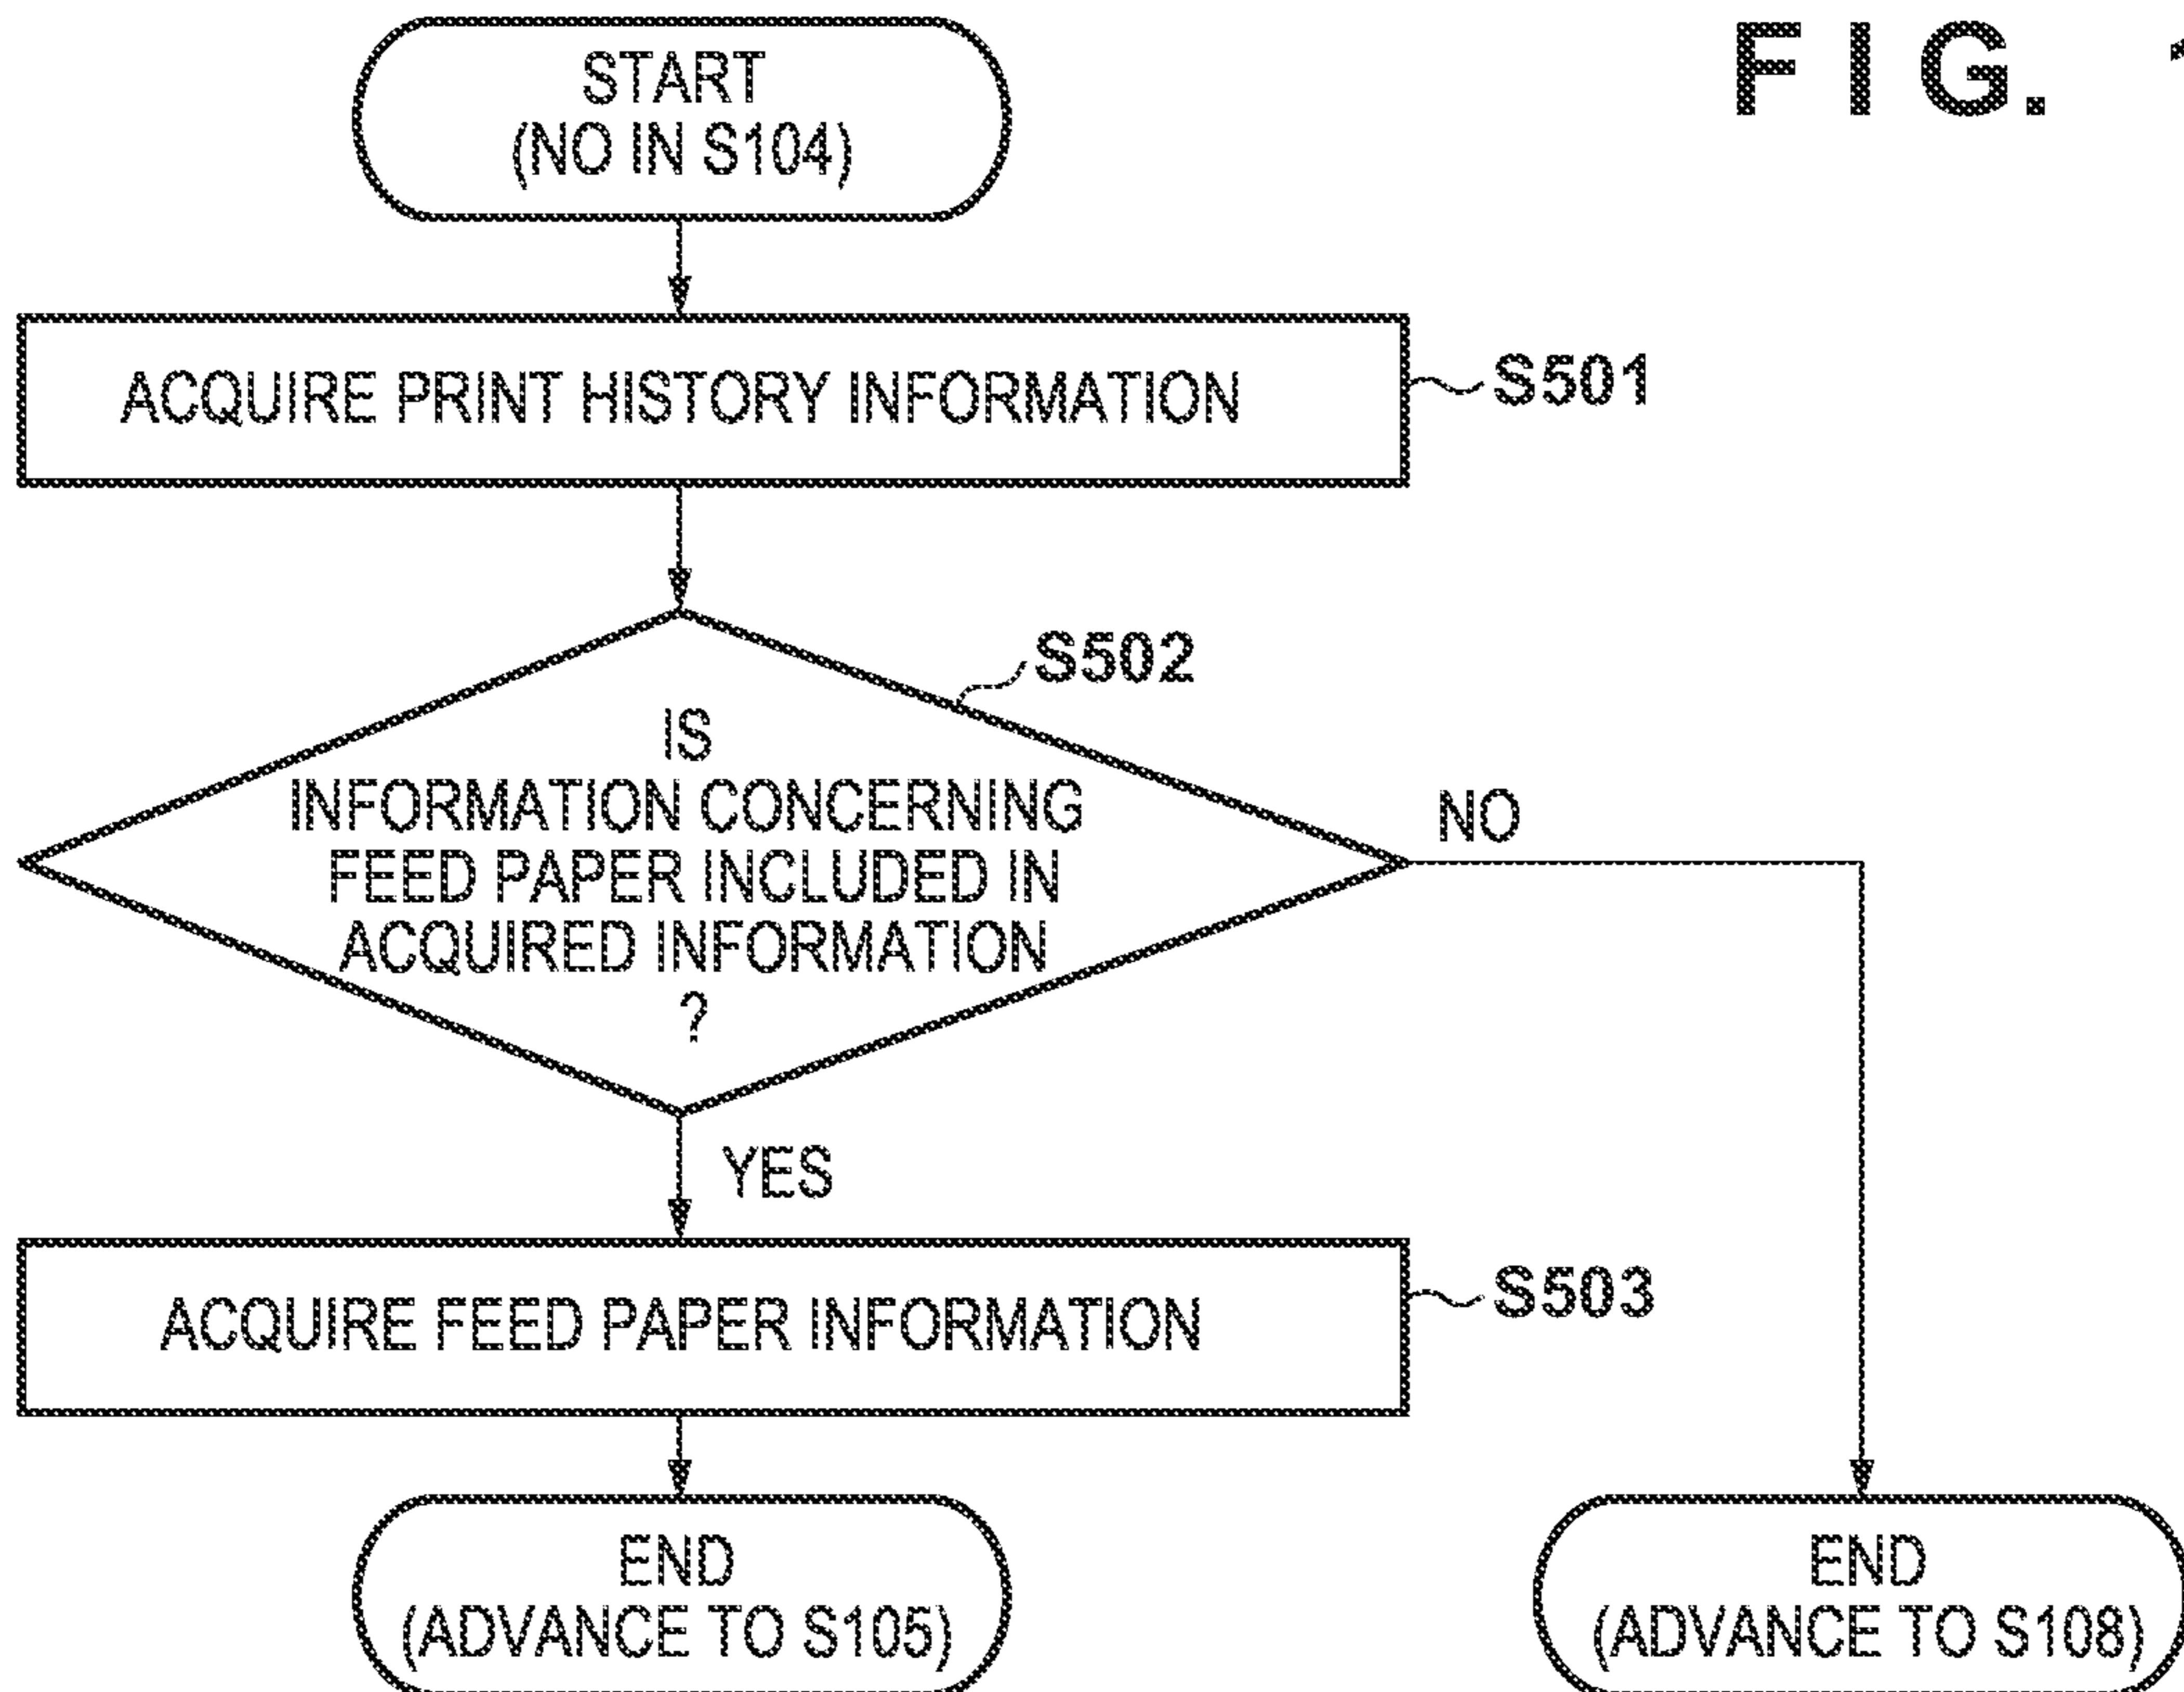 FIG.
START
(NO IN S104)
ACQUIRE PRINT HISTORY INFORMATION
S501
S502
IS
INFORMATION CONCERNING
FEED PAPER INCLUDED IN
ACQUIRED INFORMATION
?
NO
YES
ACQUIRE FEED PAPER INFORMATION
S503
END
(ADVANCE TO S105)
END
(ADVANCE TO S108)